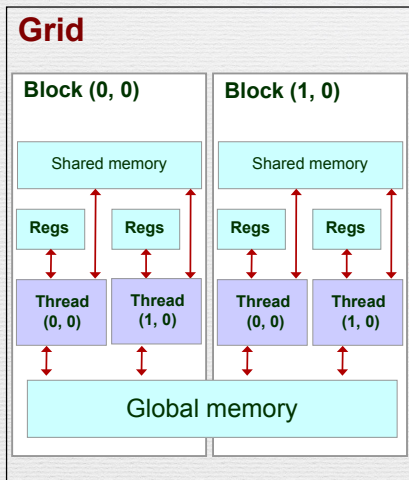 Grid
Block (0, 0)
Shared memory
Regs
Regs
Thread
(0, 0)
Thread
(1, 0)
Block (1, 0)
Shared memory
Regs
Regs
Thread
(0, 0)
Thread
(1, 0)
Global memory